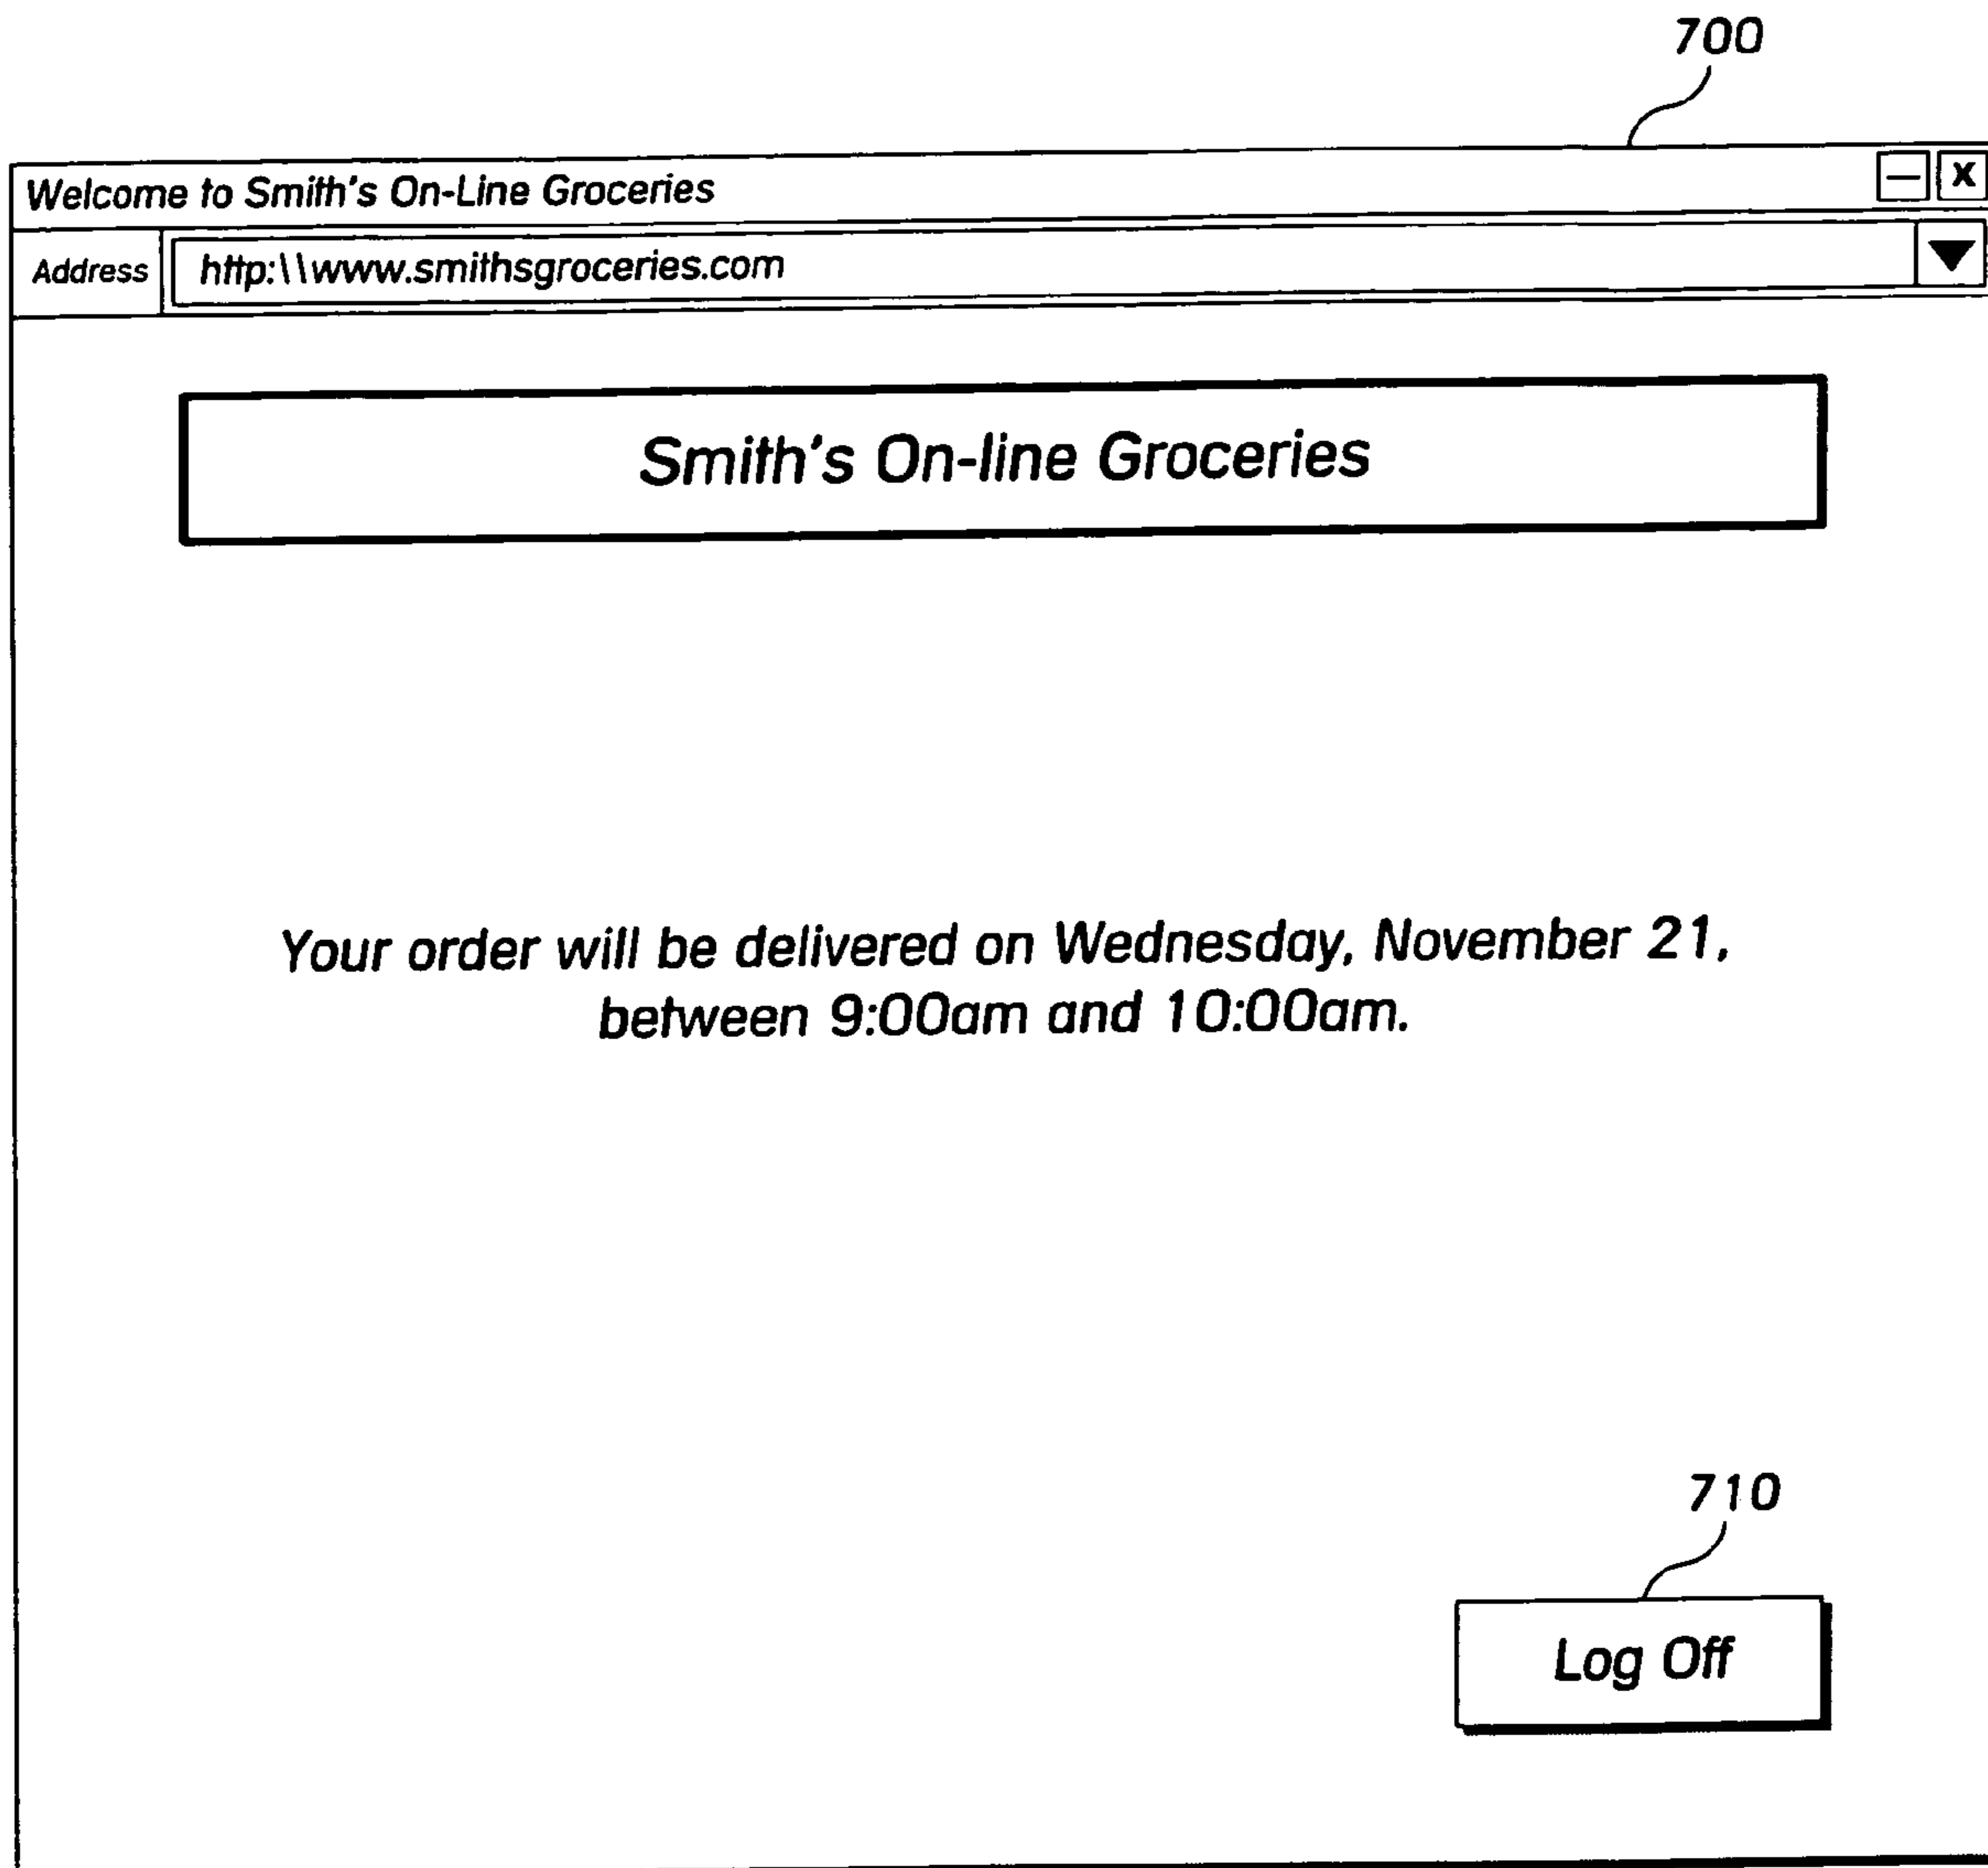 700
Welcome to Smith's On-Line Groceries
X
Address http:\\www.smithsgroceries.com
Smith's On-line Groceries
Your order will be delivered on Wednesday, November 21,
between 9:00am and 10:00am.
710
Log Off